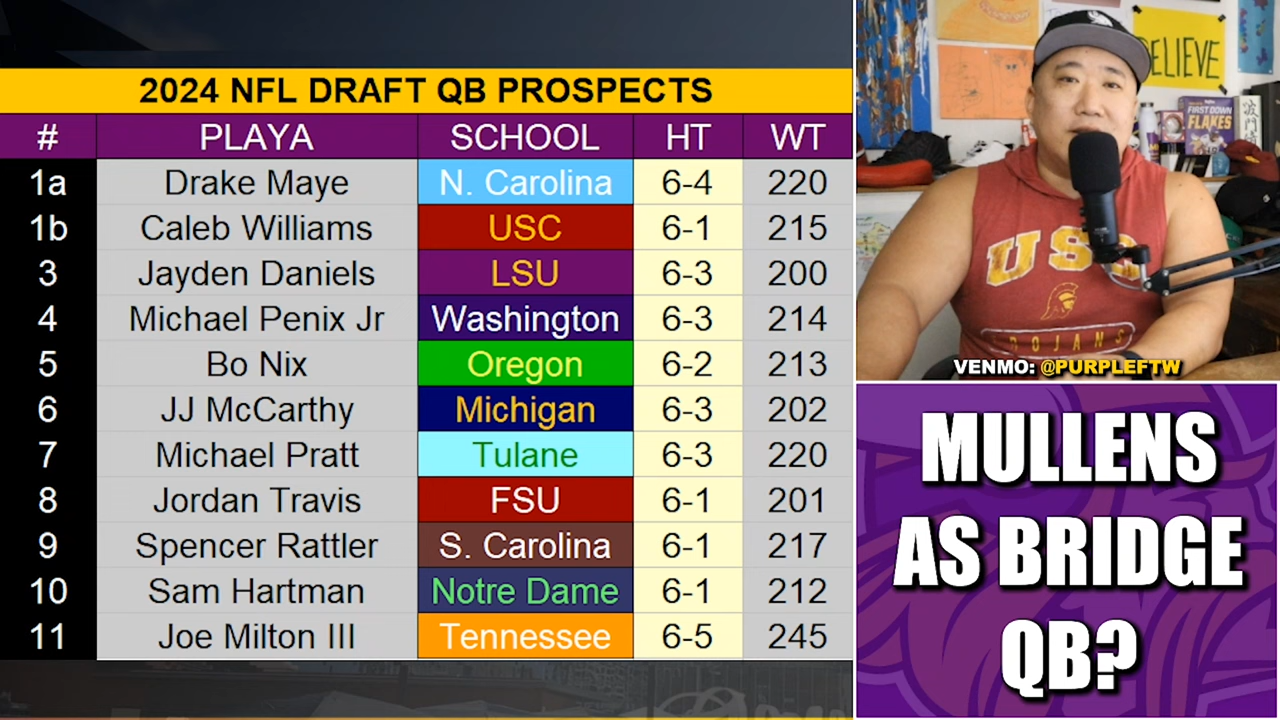 2024 NFL DRAFT QB PROSPECTS
# PLAYA SCHOOL HT WT
1a Drake Maye N. Carolina 6-4 220
1b Caleb Williams USC 6-1 215
3 Jayden Daniels LSU 6-3 200
4 Michael Penix Jr Washington 6-3 214
5 Bo Nix Oregon 6-2 213
6 JJ McCarthy Michigan 6-3 202
7 Michael Pratt Tulane 6-3 220
8 Jordan Travis FSU 6-1 201
9 Spencer Rattler S. Carolina 6-1 217
10 Sam Hartman Notre Dame 6-1 212
11 Joe Milton III Tennessee 6-5 245
BELIEVE
FIRST DOWN
FLAKES
USC
TROJANS
VENMO: @PURPLEFTW
MULLENS
AS BRIDGE
QB?